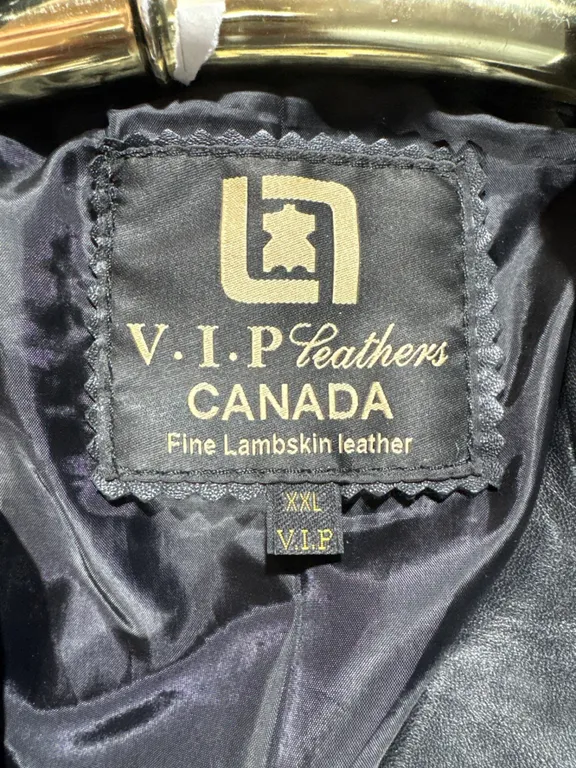 V.I.P Leathers
CANADA
Fine Lambskin leather
XXL
V.I.P